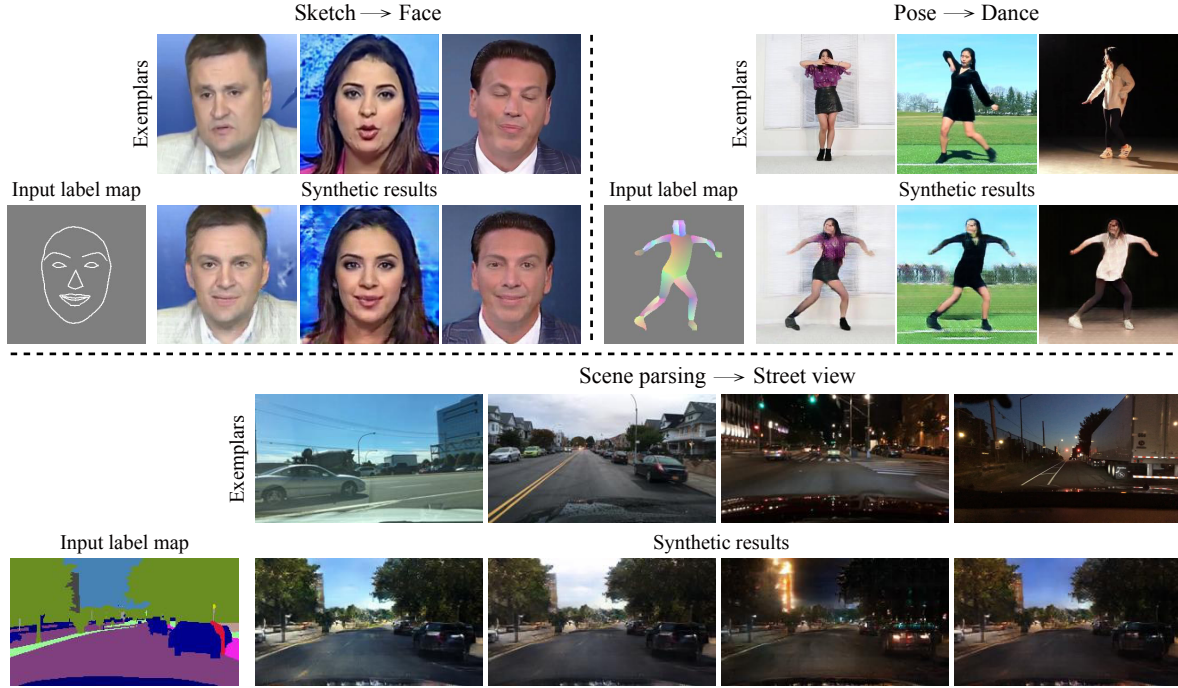 Sketch → Face
Pose → Dance
Exemplars
Exemplars
Input label map
Synthetic results
Input label map
Synthetic results
Scene parsing → Street view
Exemplars
Input label map
Synthetic results